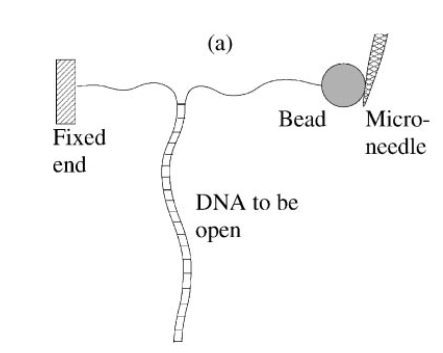 (a)
Fixed
end
Bead
Micro-
needle
DNA to be
open